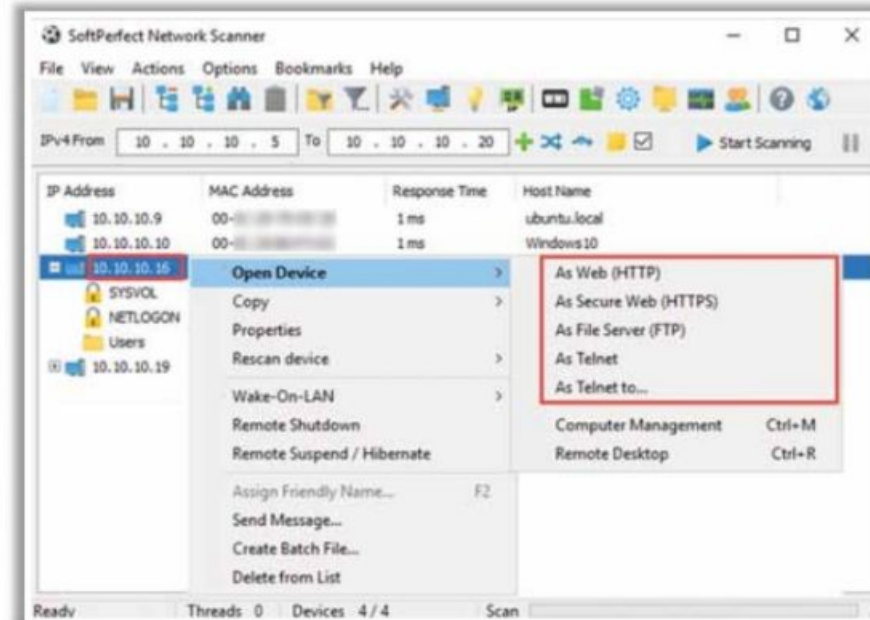 SoftPerfect Network Scanner
File View Actions Options Bookmarks Help
IPv4 From 10 . 10 . 10 . 5 To 10 . 10 . 10 . 20 Start Scanning
IP Address MAC Address Response Time Host Name
10.10.10.9 00- 1 ms ubuntu.local
10.10.10.10 00- 1 ms Windows10
10.10.10.16
SYSVOL
NETLOGON
Users
10.10.10.19
Open Device
Copy
Properties
Rescan device
Wake-On-LAN
Remote Shutdown
Remote Suspend / Hibernate
Assign Friendly Name... F2
Send Message...
Create Batch File...
Delete from List
As Web (HTTP)
As Secure Web (HTTPS)
As File Server (FTP)
As Telnet
As Telnet to...
Computer Management Ctrl+M
Remote Desktop Ctrl+R
Ready Threads 0 Devices 4 / 4 Scan